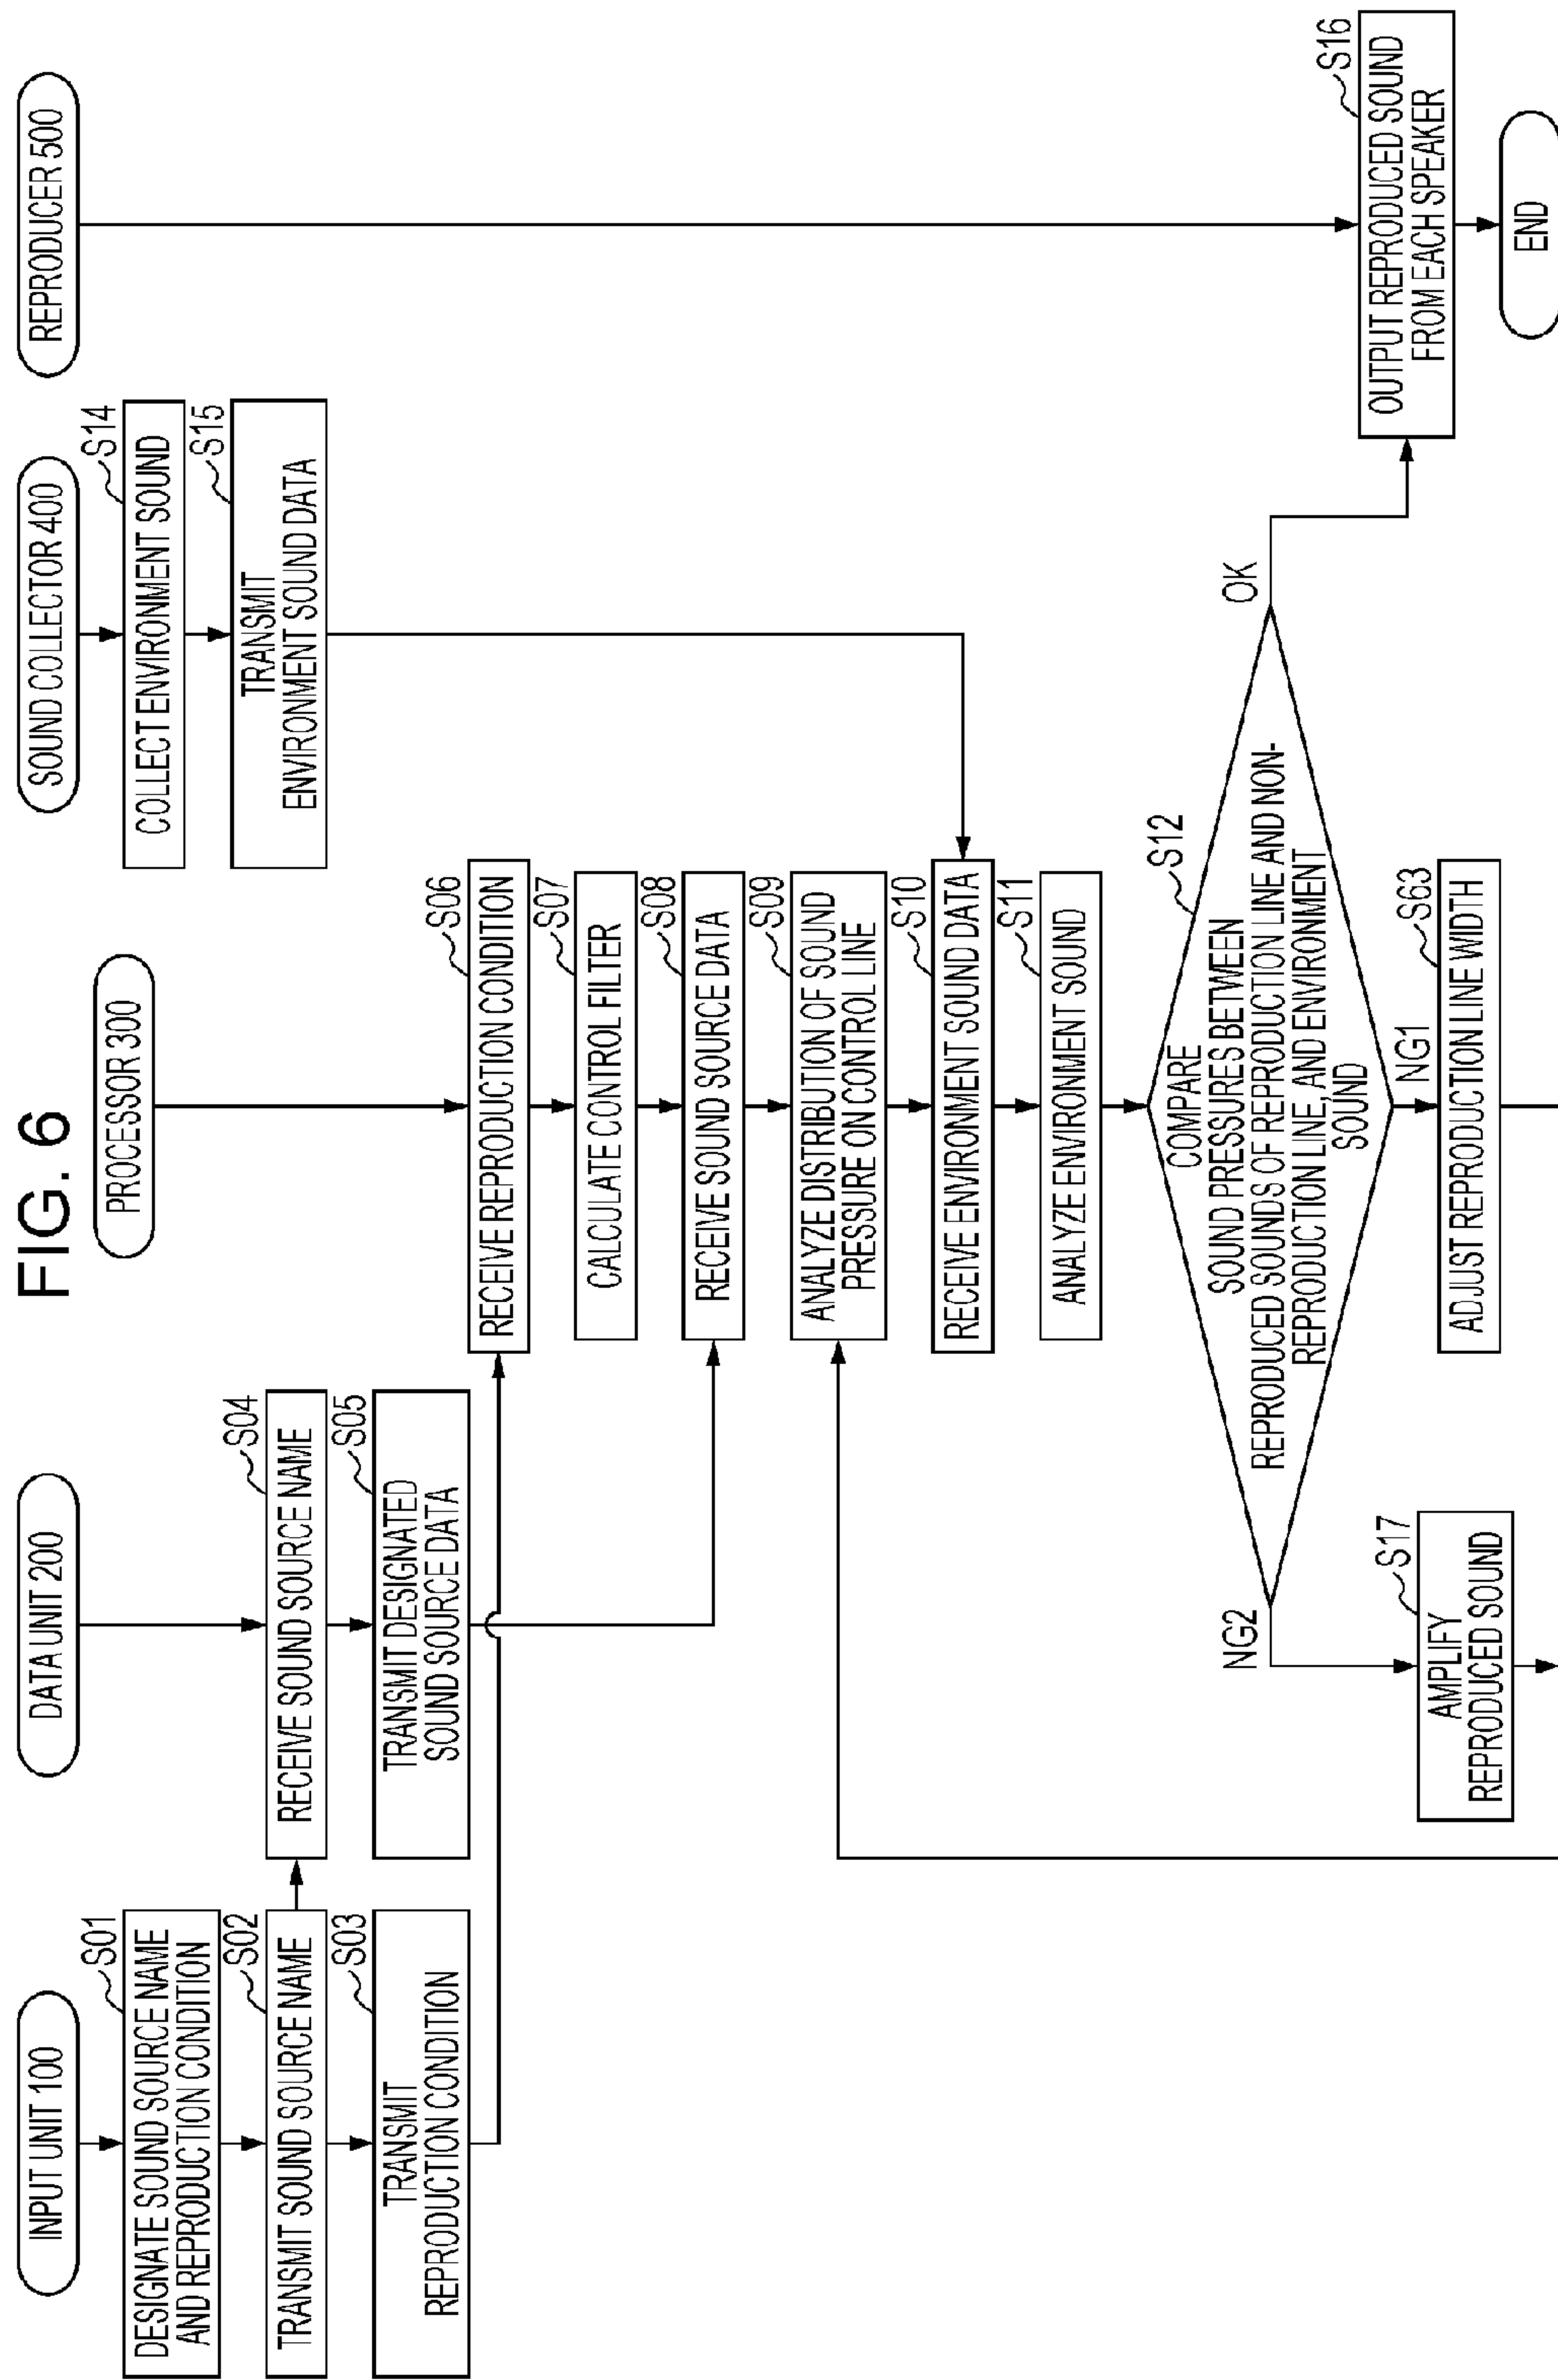 FIG. 6
INPUT UNIT 100
S01
DESIGNATE SOUND SOURCE NAME
AND REPRODUCTION CONDITION
S02
TRANSMIT SOUND SOURCE NAME
S03
TRANSMIT
REPRODUCTION CONDITION
DATA UNIT 200
S04
RECEIVE SOUND SOURCE NAME
S05
TRANSMIT DESIGNATED
SOUND SOURCE DATA
PROCESSOR 300
S06
RECEIVE REPRODUCTION CONDITION
S07
CALCULATE CONTROL FILTER
S08
RECEIVE SOUND SOURCE DATA
S09
ANALYZE DISTRIBUTION OF SOUND
PRESSURE ON CONTROL LINE
S10
RECEIVE ENVIRONMENT SOUND DATA
S11
ANALYZE ENVIRONMENT SOUND
S12
COMPARE
SOUND PRESSURES BETWEEN
REPRODUCED SOUNDS OF REPRODUCTION LINE AND NON-
REPRODUCTION LINE, AND ENVIRONMENT
SOUND
NG2
NG1
OK
S17
AMPLIFY
REPRODUCED SOUND
S63
ADJUST REPRODUCTION LINE WIDTH
SOUND COLLECTOR 400
S14
COLLECT ENVIRONMENT SOUND
S15
TRANSMIT
ENVIRONMENT SOUND DATA
REPRODUCER 500
S16
OUTPUT REPRODUCED SOUND
FROM EACH SPEAKER
END